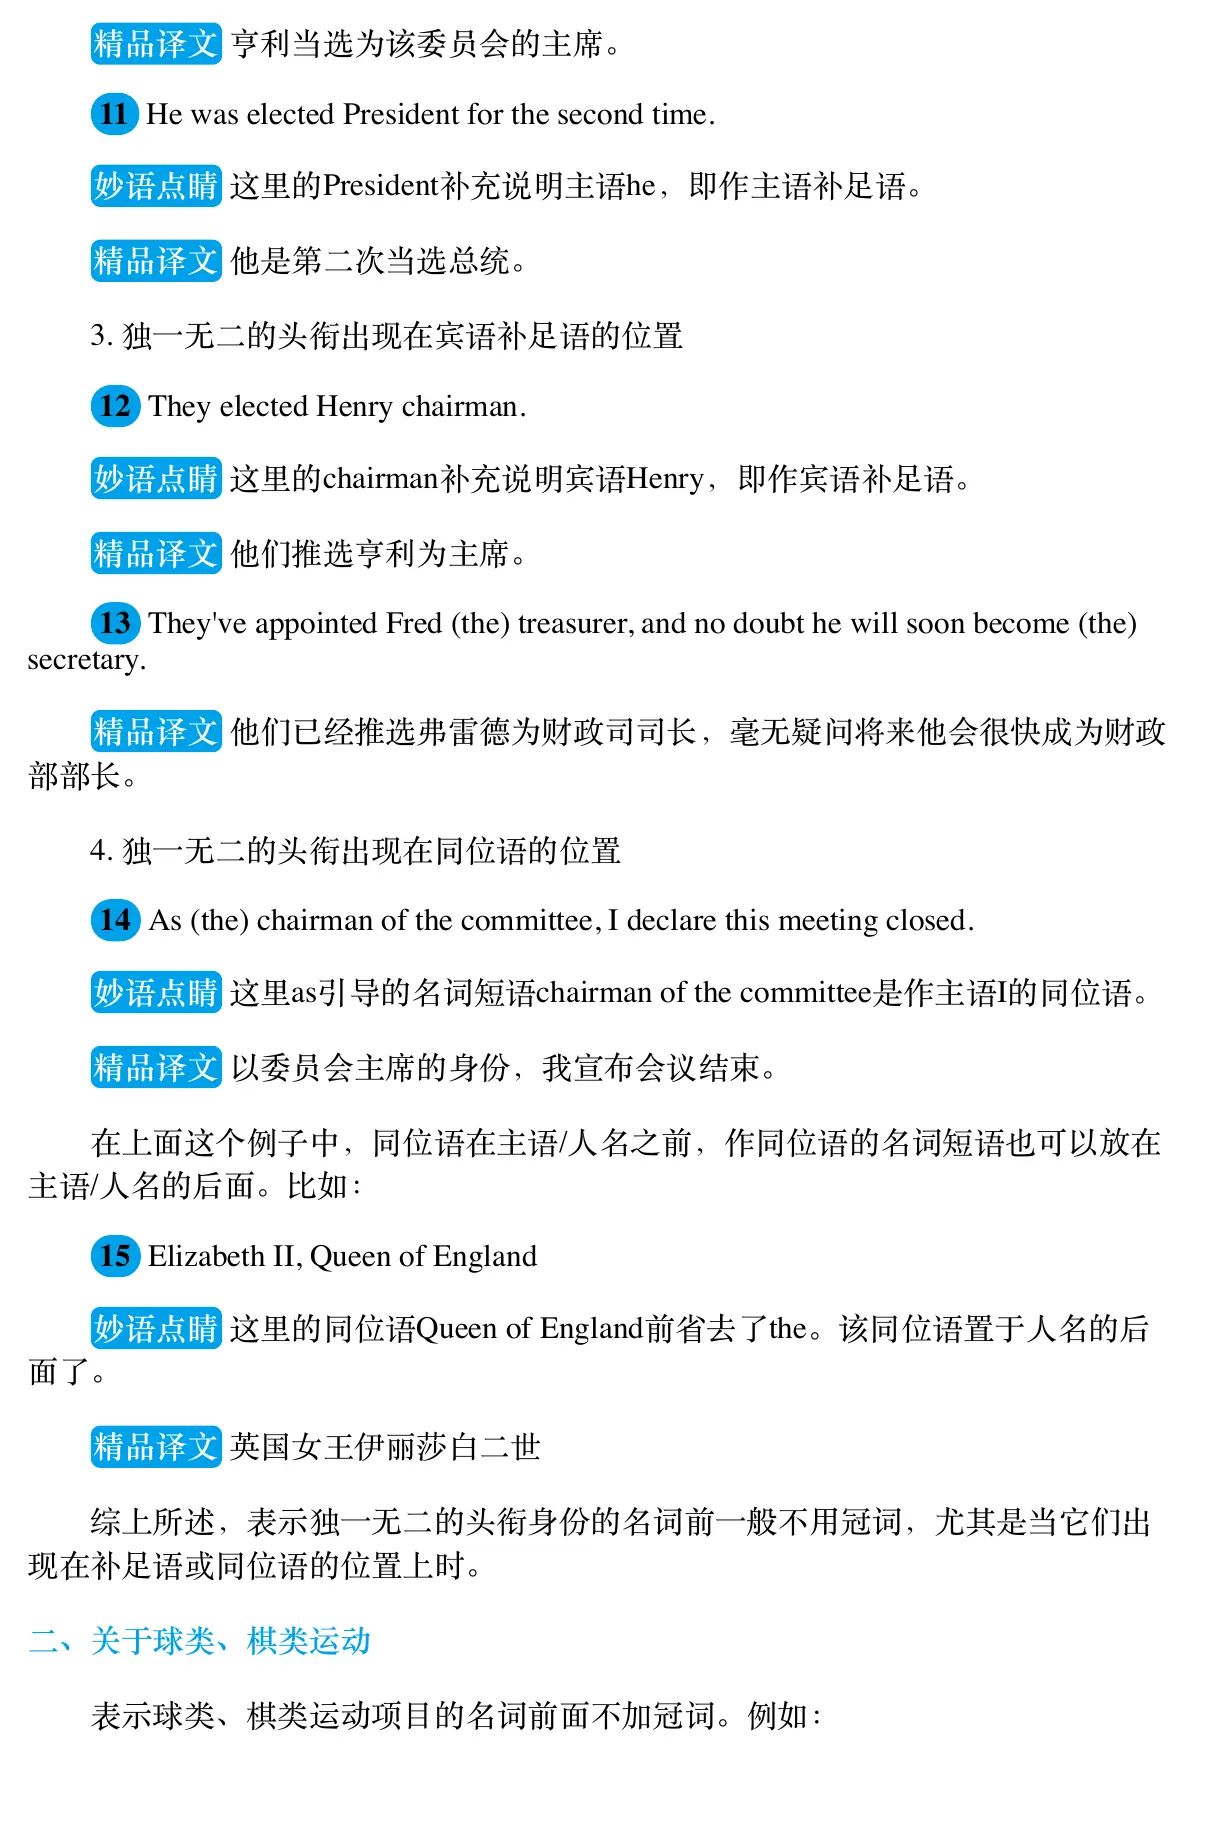 精品译文 亨利当选为该委员会的主席。
11 He was elected President for the second time.
妙语点睛 这里的President补充说明主语he，即作主语补足语。
精品译文 他是第二次当选总统。
3. 独一无二的头衔出现在宾语补足语的位置
12 They elected Henry chairman.
妙语点睛 这里的chairman补充说明宾语Henry，即作宾语补足语。
精品译文 他们推选亨利为主席。
13 They've appointed Fred (the) treasurer, and no doubt he will soon become (the)
secretary.
精品译文 他们已经推选弗雷德为财政司司长，毫无疑问将来他会很快成为财政
部部长。
4. 独一无二的头衔出现在同位语的位置
14 As (the) chairman of the committee, I declare this meeting closed.
妙语点睛 这里as引导的名词短语chairman of the committee是作主语I的同位语。
精品译文 以委员会主席的身份，我宣布会议结束。
在上面这个例子中，同位语在主语/人名之前，作同位语的名词短语也可以放在
主语/人名的后面。比如：
15 Elizabeth II, Queen of England
妙语点睛 这里的同位语Queen of England前省去了the。该同位语置于人名的后
面了。
精品译文 英国女王伊丽莎白二世
综上所述，表示独一无二的头衔身份的名词前一般不用冠词，尤其是当它们出
现在补足语或同位语的位置上时。
二、关于球类、棋类运动
表示球类、棋类运动项目的名词前面不加冠词。例如：